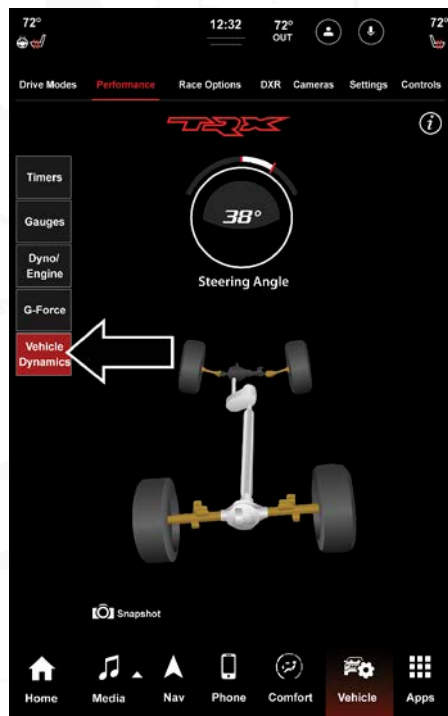 72° 12:32 72° 72°
OUT
Drive Modes Performance Race Options DXR Cameras Settings Controls
TRX
i
Timers
Gauges
Dyno/
Engine
G-Force
Vehicle
Dynamics
38°
Steering Angle
Snapshot
Home Media Nav Phone Comfort Vehicle Apps